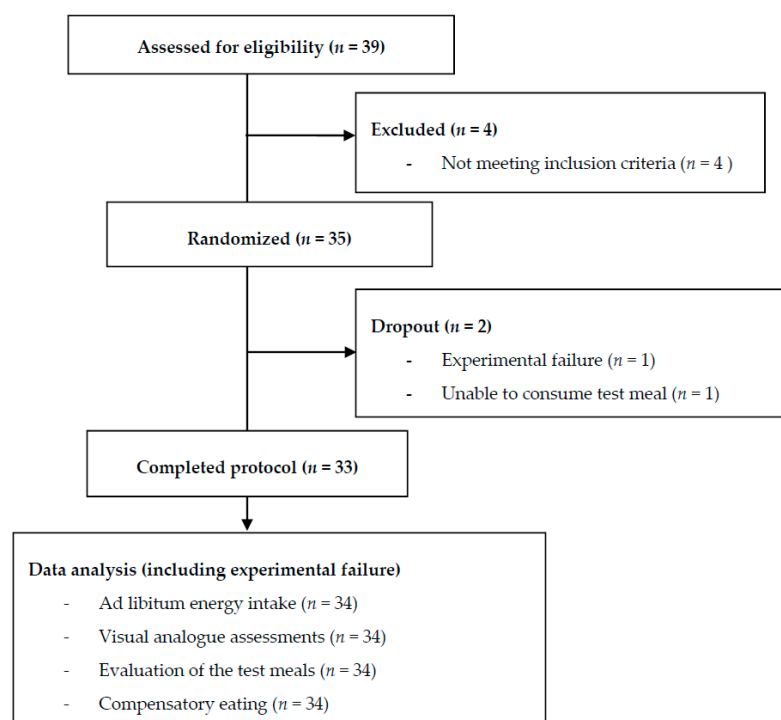 Assessed for eligibility (n = 39)
Excluded (n = 4)
- Not meeting inclusion criteria (n = 4 )
Randomized (n = 35)
Dropout (n = 2)
- Experimental failure (n = 1)
- Unable to consume test meal (n = 1)
Completed protocol (n = 33)
Data analysis (including experimental failure)
- Ad libitum energy intake (n = 34)
- Visual analogue assessments (n = 34)
- Evaluation of the test meals (n = 34)
- Compensatory eating (n = 34)